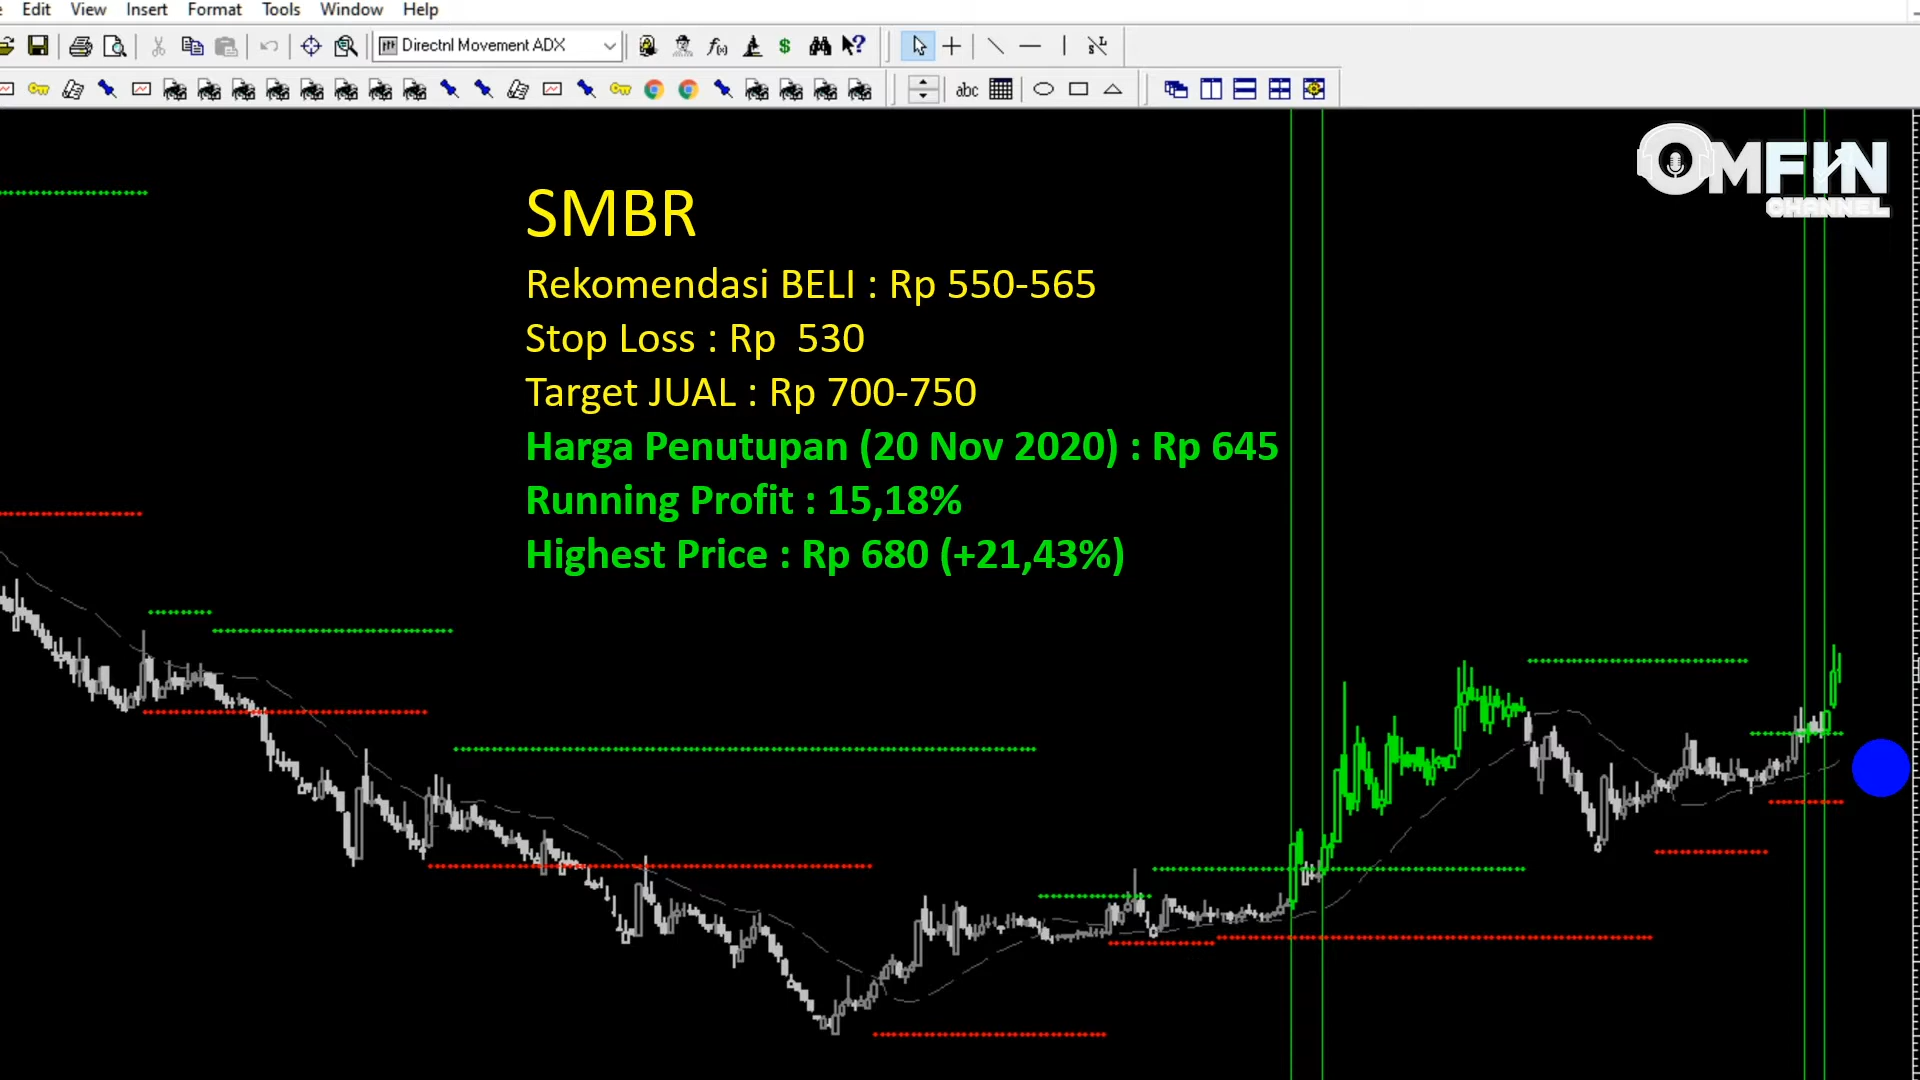 Edit View Insert Format Tools Window Help
Directnl Movement ADX
abc
OMFIN
CHANNEL
SMBR
Rekomendasi BELI : Rp 550-565
Stop Loss : Rp 530
Target JUAL : Rp 700-750
Harga Penutupan (20 Nov 2020) : Rp 645
Running Profit : 15,18%
Highest Price : Rp 680 (+21,43%)